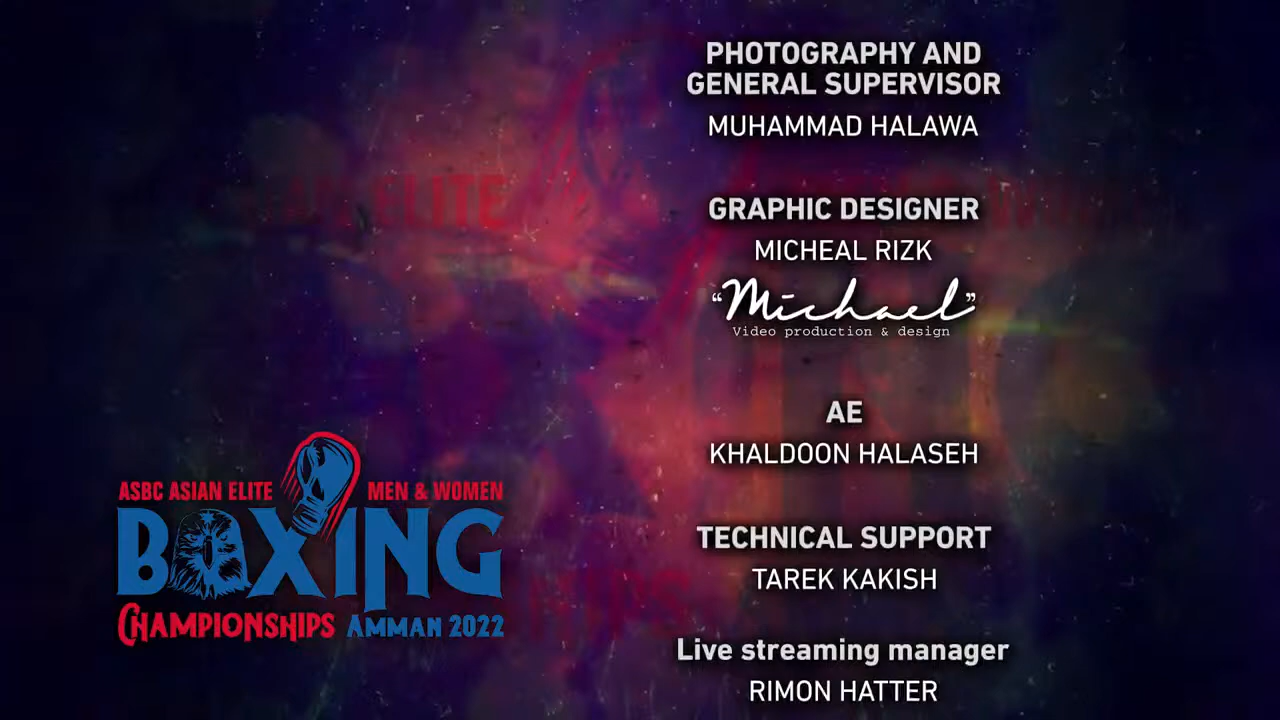 PHOTOGRAPHY AND
GENERAL SUPERVISOR
MUHAMMAD HALAWA
GRAPHIC DESIGNER
MICHEAL RIZK
“Michael”
Video production & design
AE
KHALDOON HALASEH
TECHNICAL SUPPORT
TAREK KAKISH
Live streaming manager
RIMON HATTER
ASBC ASIAN ELITE MEN & WOMEN
BOXING
CHAMPIONSHIPS AMMAN 2022
ELITE